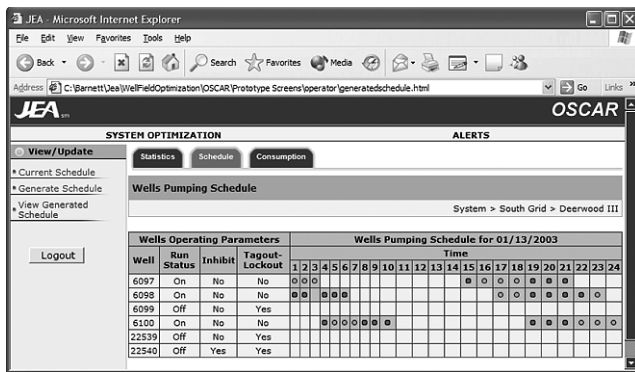 JEA - Microsoft Internet Explorer
File Edit View Favorites Tools Help
Back Search Favorites Media
Address C:\Barnett\Jea\WellFieldOptimization\OSCAR\Prototype Screens\operator\generatedschedule.html Go Links »
JEA SM OSCAR
SYSTEM OPTIMIZATION ALERTS
View/Update
Statistics Schedule Consumption
Current Schedule
Generate Schedule
View Generated
Schedule
Logout
Wells Pumping Schedule
System > South Grid > Deerwood III
Wells Operating Parameters Wells Pumping Schedule for 01/13/2003
Well Run Status Inhibit Tagout-Lockout Time
1 2 3 4 5 6 7 8 9 10 11 12 13 14 15 16 17 18 19 20 21 22 23 24
6097 On No No
6098 On No No
6099 Off No Yes
6100 On No No
22539 Off No Yes
22540 Off Yes Yes